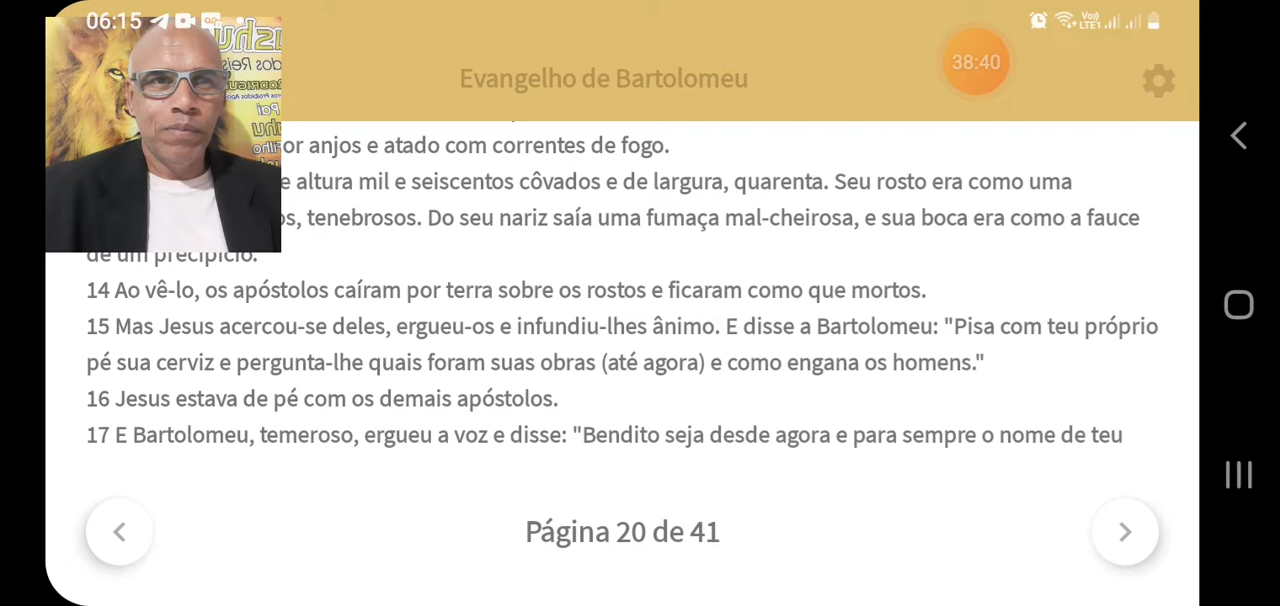 06:15
Voj)
LTE1
38:40
Evangelho de Bartolomeu
or anjos e atado com correntes de fogo.
e altura mil e seiscentos côvados e de largura, quarenta. Seu rosto era como uma
os, tenebrosos. Do seu nariz saía uma fumaça mal-cheirosa, e sua boca era como a fauce
de um precipício.
14 Ao vê-lo, os apóstolos caíram por terra sobre os rostos e ficaram como que mortos.
15 Mas Jesus acercou-se deles, ergueu-os e infundiu-lhes ânimo. E disse a Bartolomeu: "Pisa com teu próprio
pé sua cerviz e pergunta-lhe quais foram suas obras (até agora) e como engana os homens."
16 Jesus estava de pé com os demais apóstolos.
17 E Bartolomeu, temeroso, ergueu a voz e disse: "Bendito seja desde agora e para sempre o nome de teu
Página 20 de 41